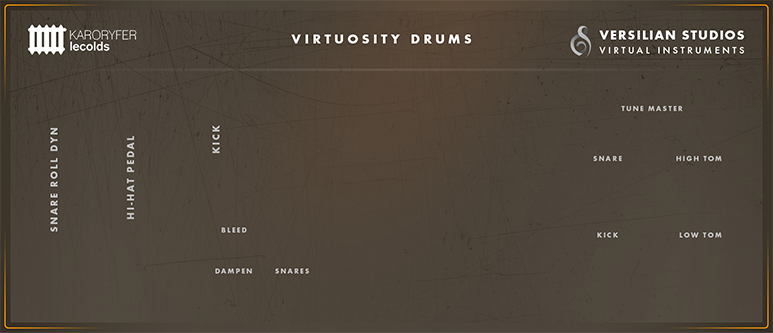 KARORYFER
lecolds
VIRTUOSITY DRUMS
VERSILIAN STUDIOS
VIRTUAL INSTRUMENTS
SNARE ROLL DYN
HI-HAT PEDAL
KICK
BLEED
DAMPEN
SNARES
TUNE MASTER
SNARE
HIGH TOM
KICK
LOW TOM